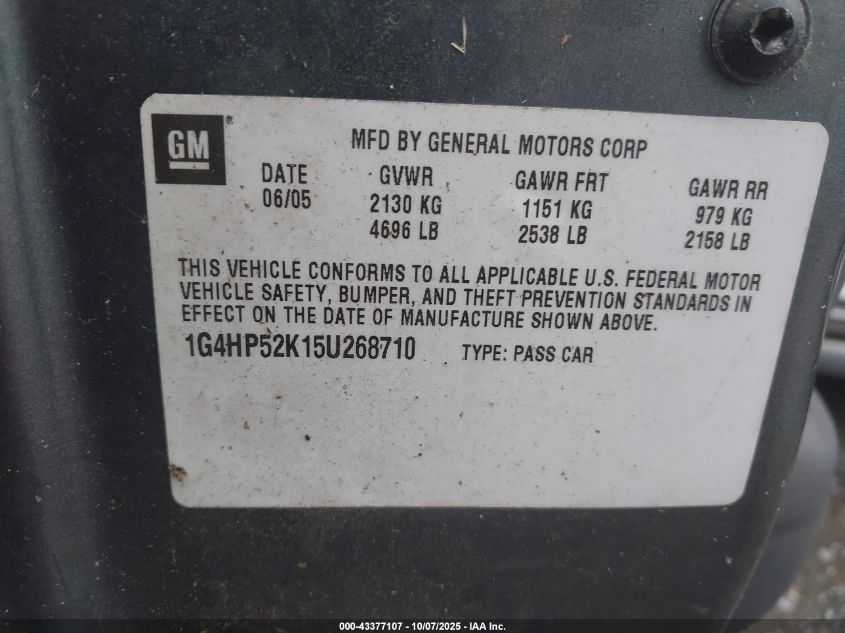 GM®
MFD BY GENERAL MOTORS CORP
DATE GVWR GAWR FRT GAWR RR
06/05 2130 KG 1151 KG 979 KG
4696 LB 2538 LB 2158 LB
THIS VEHICLE CONFORMS TO ALL APPLICABLE U.S. FEDERAL MOTOR
VEHICLE SAFETY, BUMPER, AND THEFT PREVENTION STANDARDS IN
EFFECT ON THE DATE OF MANUFACTURE SHOWN ABOVE.
1G4HP52K15U268710 TYPE: PASS CAR
000-43377107 - 10/07/2025 - IAA Inc.